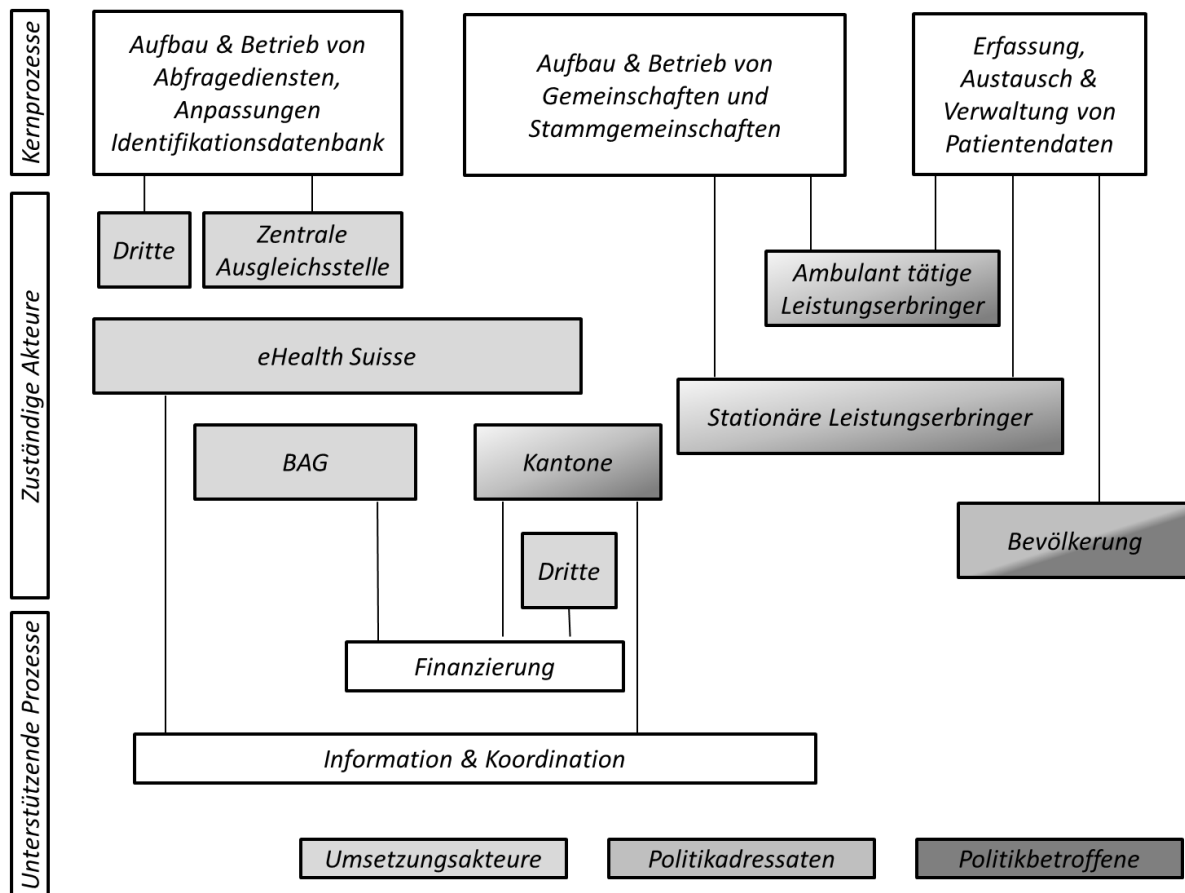 Kernprozesse
Aufbau & Betrieb von
Abfragediensten,
Anpassungen
Identifikationsdatenbank
Aufbau & Betrieb von
Gemeinschaften und
Stammgemeinschaften
Erfassung,
Austausch &
Verwaltung von
Patientendaten
Zuständige Akteure
Dritte
Zentrale
Ausgleichsstelle
Ambulant tätige
Leistungserbringer
eHealth Suisse
Stationäre Leistungserbringer
BAG
Kantone
Bevölkerung
Dritte
Unterstützende Prozesse
Finanzierung
Information & Koordination
Umsetzungsakteure
Politikadressaten
Politikbetroffene